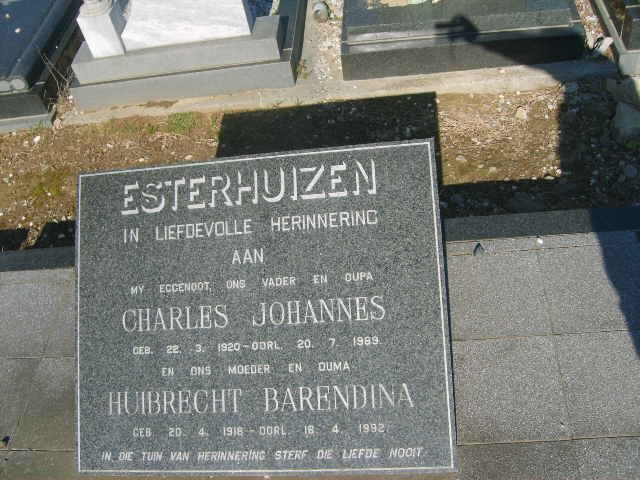 ESTERHUIZEN
IN LIEFDEVOLLE HERINNERING
AAN
MY EGGENOOT, ONS VADER EN OUPA
CHARLES JOHANNES
GEB. 22. 3. 1920 - OORL. 20. 7. 1989.
EN ONS MOEDER EN OUMA
HUIBRECHT BARENDINA
GEB. 20. 4. 1918 - OORL. 18. 4. 1992.
IN DIE TUIN VAN HERINNERING STERF DIE LIEFDE NOOIT.